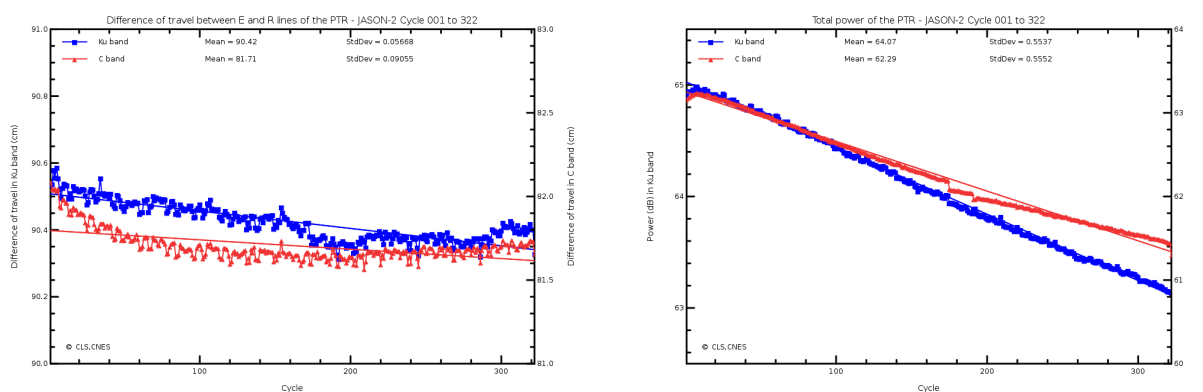 Difference of travel between E and R lines of the PTR - JASON-2 Cycle 001 to 322
91.0
90.8
90.6
90.4
90.2
90.0
83.0
82.5
82.0
81.5
81.0
Ku band Mean = 90.42 StdDev = 0.05668
C band Mean = 81.71 StdDev = 0.09055
Difference of travel in Ku band (cm)
Difference of travel in C band (cm)
© CLS,CNES
100 200 300
Cycle
Total power of the PTR - JASON-2 Cycle 001 to 322
65
64
63
64
63
62
61
60
Ku band Mean = 64.07 StdDev = 0.5537
C band Mean = 62.29 StdDev = 0.5552
Power (dB) in Ku band
© CLS,CNES
100 200 300
Cycle